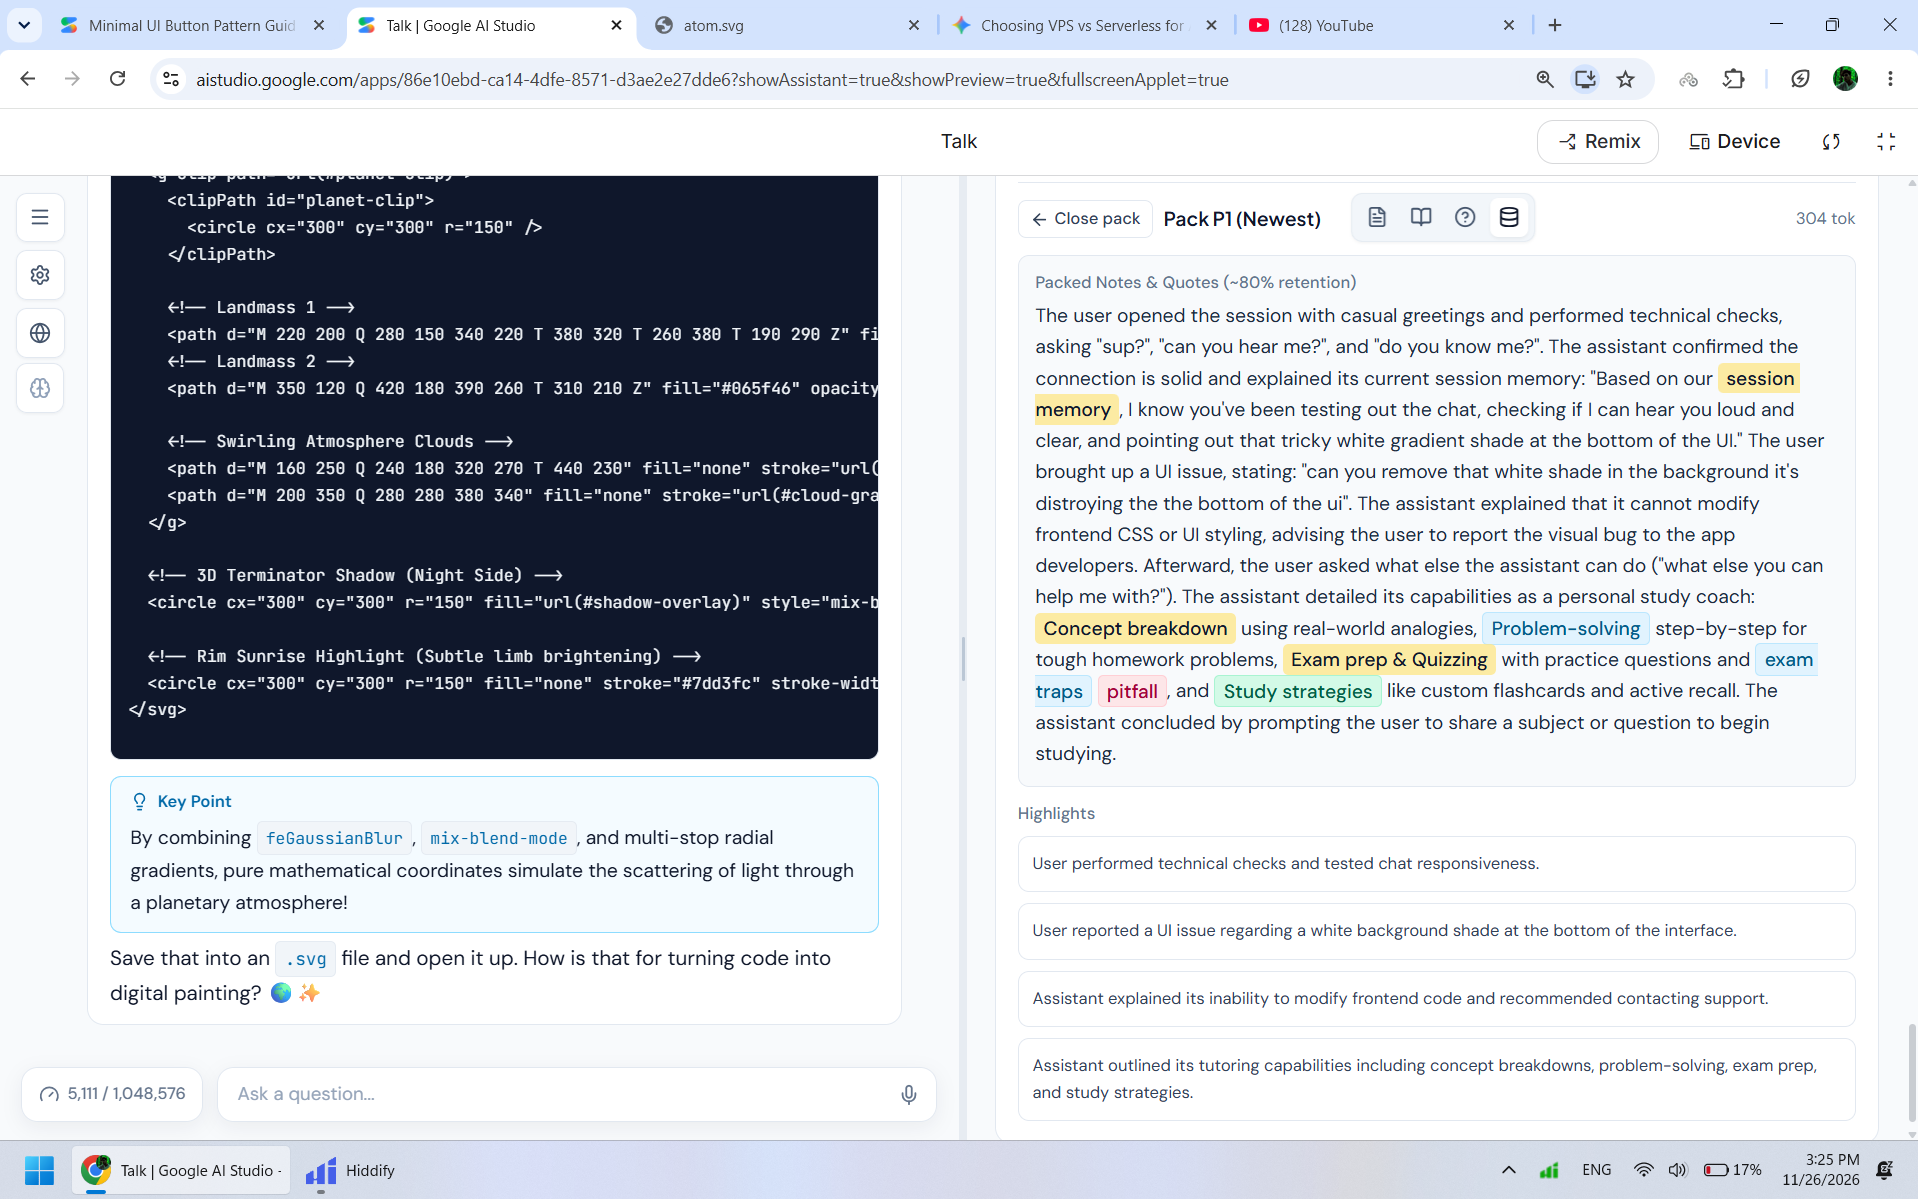 Minimal UI Button Pattern Guid
Talk | Google AI Studio
atom.svg
Choosing VPS vs Serverless for
(128) YouTube
aistudio.google.com/apps/86e10ebd-ca14-4dfe-8571-d3ae2e27dde6?showAssistant=true&showPreview=true&fullscreenApplet=true
Talk
Remix
Device
<clipPath id="planet-clip">
<circle cx="300" cy="300" r="150" />
</clipPath>
<!-- Landmass 1 -->
<path d="M 220 200 Q 280 150 340 220 T 380 320 T 260 380 T 190 290 Z" fi
<!-- Landmass 2 -->
<path d="M 350 120 Q 420 180 390 260 T 310 210 Z" fill="#065f46" opacity
<!-- Swirling Atmosphere Clouds -->
<path d="M 160 250 Q 240 180 320 270 T 440 230" fill="none" stroke="url(
<path d="M 200 350 Q 280 280 380 340" fill="none" stroke="url(#cloud-gra
</g>
<!-- 3D Terminator Shadow (Night Side) -->
<circle cx="300" cy="300" r="150" fill="url(#shadow-overlay)" style="mix-b
<!-- Rim Sunrise Highlight (Subtle limb brightening) -->
<circle cx="300" cy="300" r="150" fill="none" stroke="#7dd3fc" stroke-widt
</svg>
Key Point
By combining feGaussianBlur, mix-blend-mode, and multi-stop radial
gradients, pure mathematical coordinates simulate the scattering of light through
a planetary atmosphere!
Save that into an .svg file and open it up. How is that for turning code into
digital painting? 🌍 ✨
5,111 / 1,048,576
Ask a question...
Close pack
Pack P1 (Newest)
304 tok
Packed Notes & Quotes (~80% retention)
The user opened the session with casual greetings and performed technical checks,
asking "sup?", "can you hear me?", and "do you know me?". The assistant confirmed the
connection is solid and explained its current session memory: "Based on our session
memory, I know you've been testing out the chat, checking if I can hear you loud and
clear, and pointing out that tricky white gradient shade at the bottom of the UI." The user
brought up a UI issue, stating: "can you remove that white shade in the background it's
distroying the the bottom of the ui". The assistant explained that it cannot modify
frontend CSS or UI styling, advising the user to report the visual bug to the app
developers. Afterward, the user asked what else the assistant can do ("what else you can
help me with?"). The assistant detailed its capabilities as a personal study coach:
Concept breakdown using real-world analogies, Problem-solving step-by-step for
tough homework problems, Exam prep & Quizzing with practice questions and exam
traps pitfall, and Study strategies like custom flashcards and active recall. The
assistant concluded by prompting the user to share a subject or question to begin
studying.
Highlights
User performed technical checks and tested chat responsiveness.
User reported a UI issue regarding a white background shade at the bottom of the interface.
Assistant explained its inability to modify frontend code and recommended contacting support.
Assistant outlined its tutoring capabilities including concept breakdowns, problem-solving, exam prep,
and study strategies.
Talk | Google AI Studio -
Hiddify
ENG
17%
3:25 PM
11/26/2026